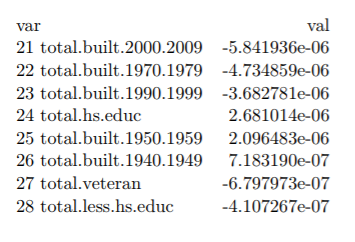 var val
21 total.built.2000.2009 -5.841936e-06
22 total.built.1970.1979 -4.734859e-06
23 total.built.1990.1999 -3.682781e-06
24 total.hs.educ 2.681014e-06
25 total.built.1950.1959 2.096483e-06
26 total.built.1940.1949 7.183190e-07
27 total.veteran -6.797973e-07
28 total.less.hs.educ -4.107267e-07